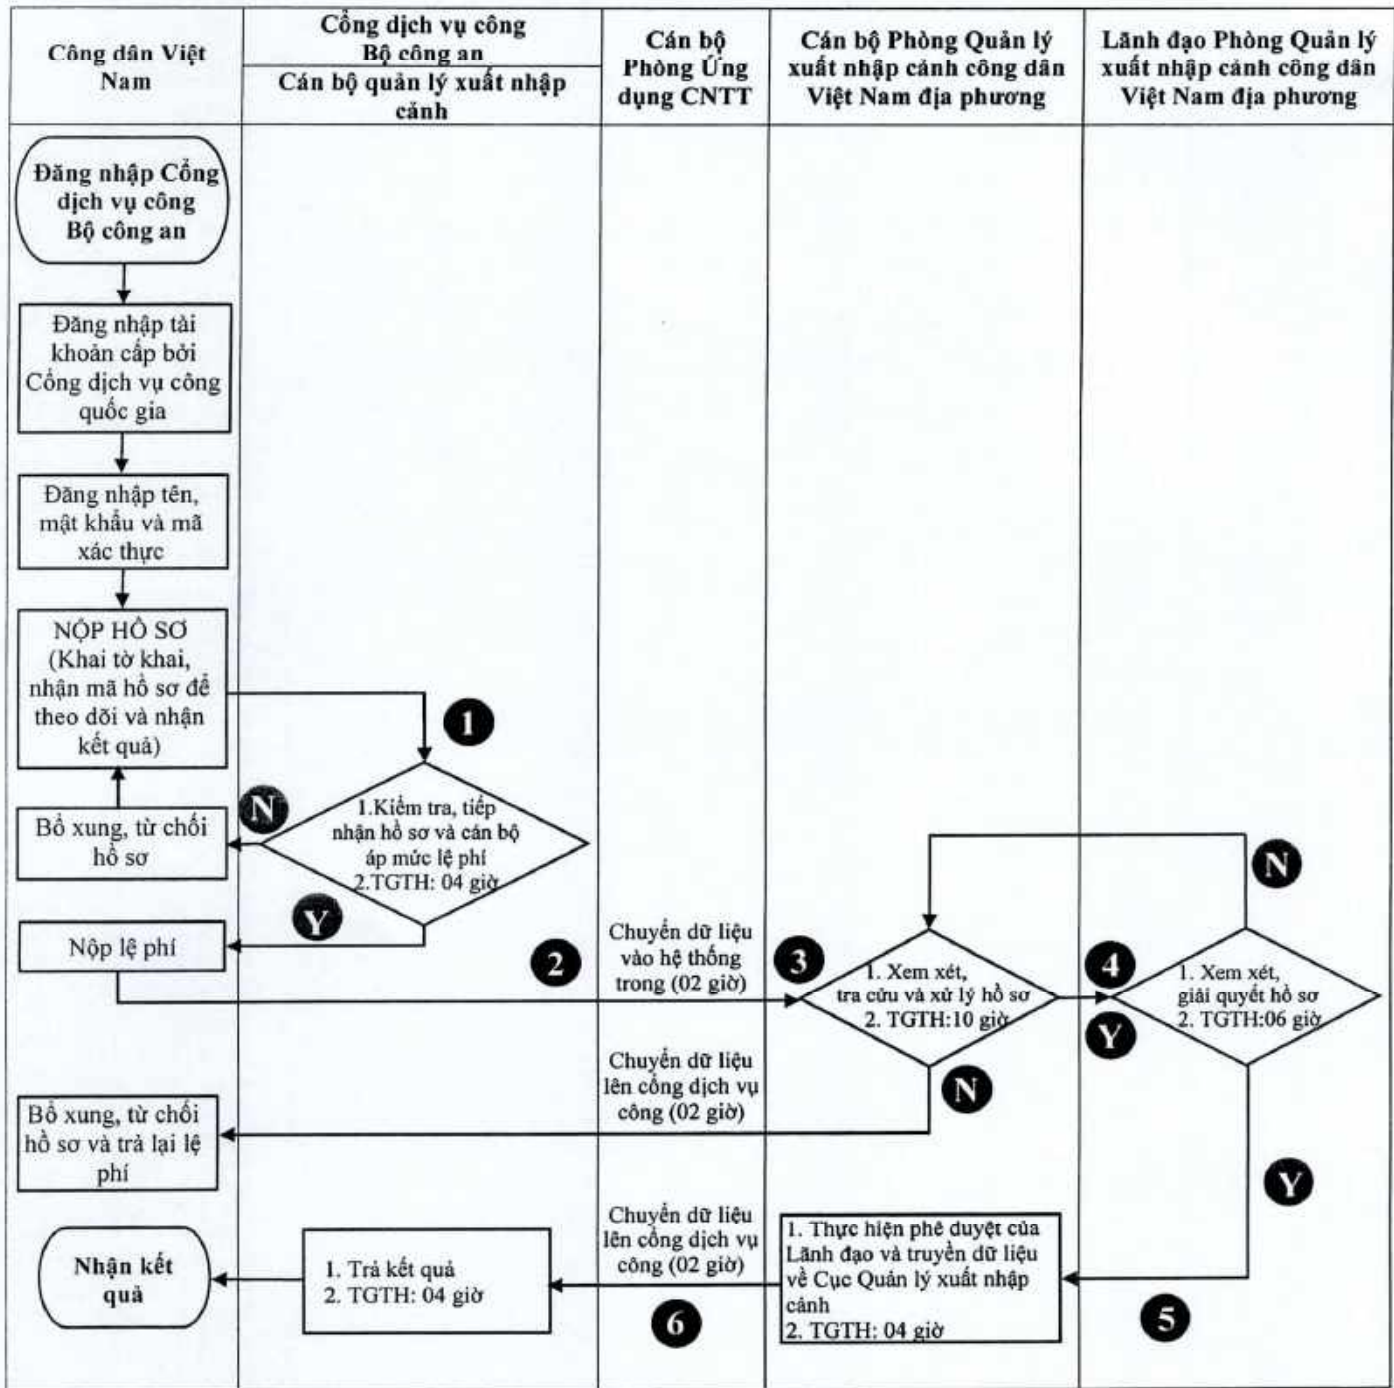 Công dân Việt
Nam
Cổng dịch vụ công
Bộ công an
Cán bộ quản lý xuất nhập
cảnh
Cán bộ
Phòng Ứng
dụng CNTT
Cán bộ Phòng Quản lý
xuất nhập cảnh công dân
Việt Nam địa phương
Lãnh đạo Phòng Quản lý
xuất nhập cảnh công dân
Việt Nam địa phương
Đăng nhập Cổng
dịch vụ công
Bộ công an
Đăng nhập tài
khoản cấp bởi
Cổng dịch vụ công
quốc gia
Đăng nhập tên,
mật khẩu và mã
xác thực
NỘP HỒ SƠ
(Khai tờ khai,
nhận mã hồ sơ để
theo dõi và nhận
kết quả)
1
N
1.Kiểm tra, tiếp
nhận hồ sơ và cán bộ
áp mức lệ phí
2.TGTH: 04 giờ
Bổ xung, từ chối
hồ sơ
Y
Nộp lệ phí
2
Chuyển dữ liệu
vào hệ thống
trong (02 giờ)
3
1. Xem xét,
tra cứu và xử lý hồ sơ
2. TGTH:10 giờ
4
Y
1. Xem xét,
giải quyết hồ sơ
2. TGTH:06 giờ
N
Chuyển dữ liệu
lên cổng dịch vụ
công (02 giờ)
N
Bổ xung, từ chối
hồ sơ và trả lại lệ
phí
Y
Nhận kết
quả
1. Trả kết quả
2. TGTH: 04 giờ
Chuyển dữ liệu
lên cổng dịch vụ
công (02 giờ)
6
1. Thực hiện phê duyệt của
Lãnh đạo và truyền dữ liệu
về Cục Quản lý xuất nhập
cảnh
2. TGTH: 04 giờ
5